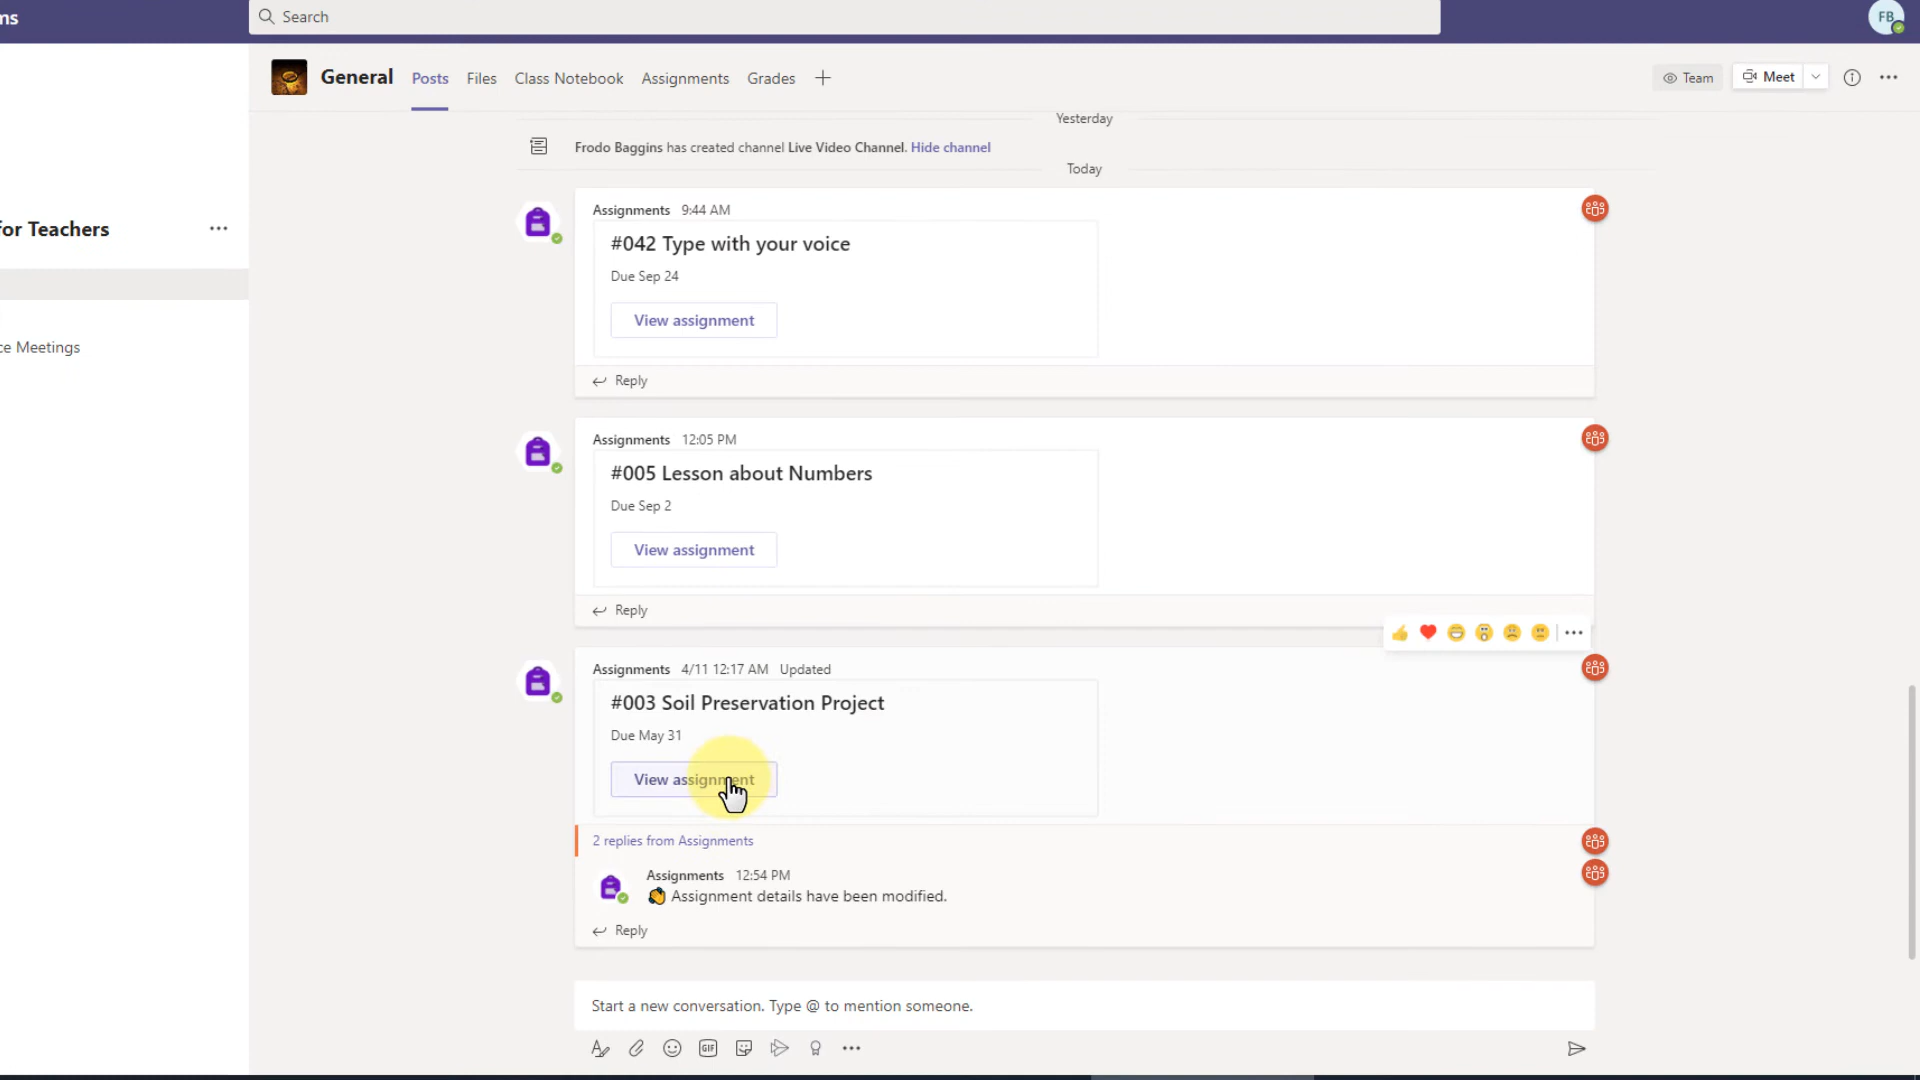 ms
Search
FB
General Posts Files Class Notebook Assignments Grades
Team Meet
Yesterday
Frodo Baggins has created channel Live Video Channel. Hide channel
Today
for Teachers
ce Meetings
Assignments 9:44 AM
#042 Type with your voice
Due Sep 24
View assignment
Reply
Assignments 12:05 PM
#005 Lesson about Numbers
Due Sep 2
View assignment
Reply
Assignments 4/11 12:17 AM Updated
#003 Soil Preservation Project
Due May 31
View assignment
2 replies from Assignments
Assignments 12:54 PM
Assignment details have been modified.
Reply
Start a new conversation. Type @ to mention someone.
GIF